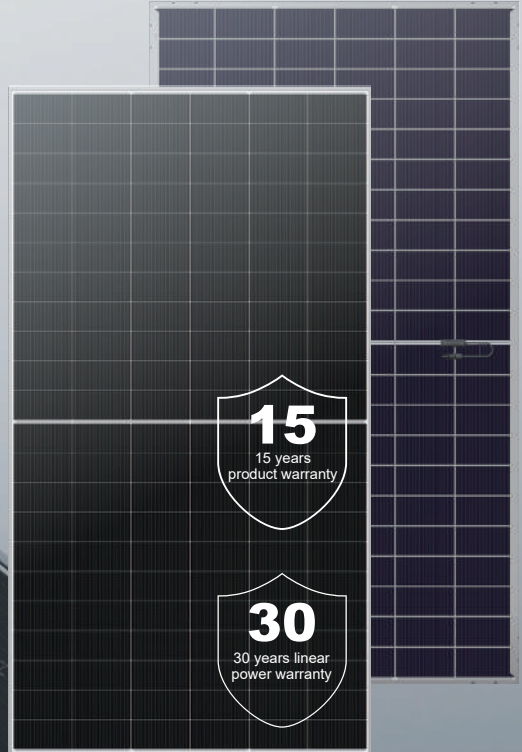 15
15 years
product warranty
30
30 years linear
power warranty